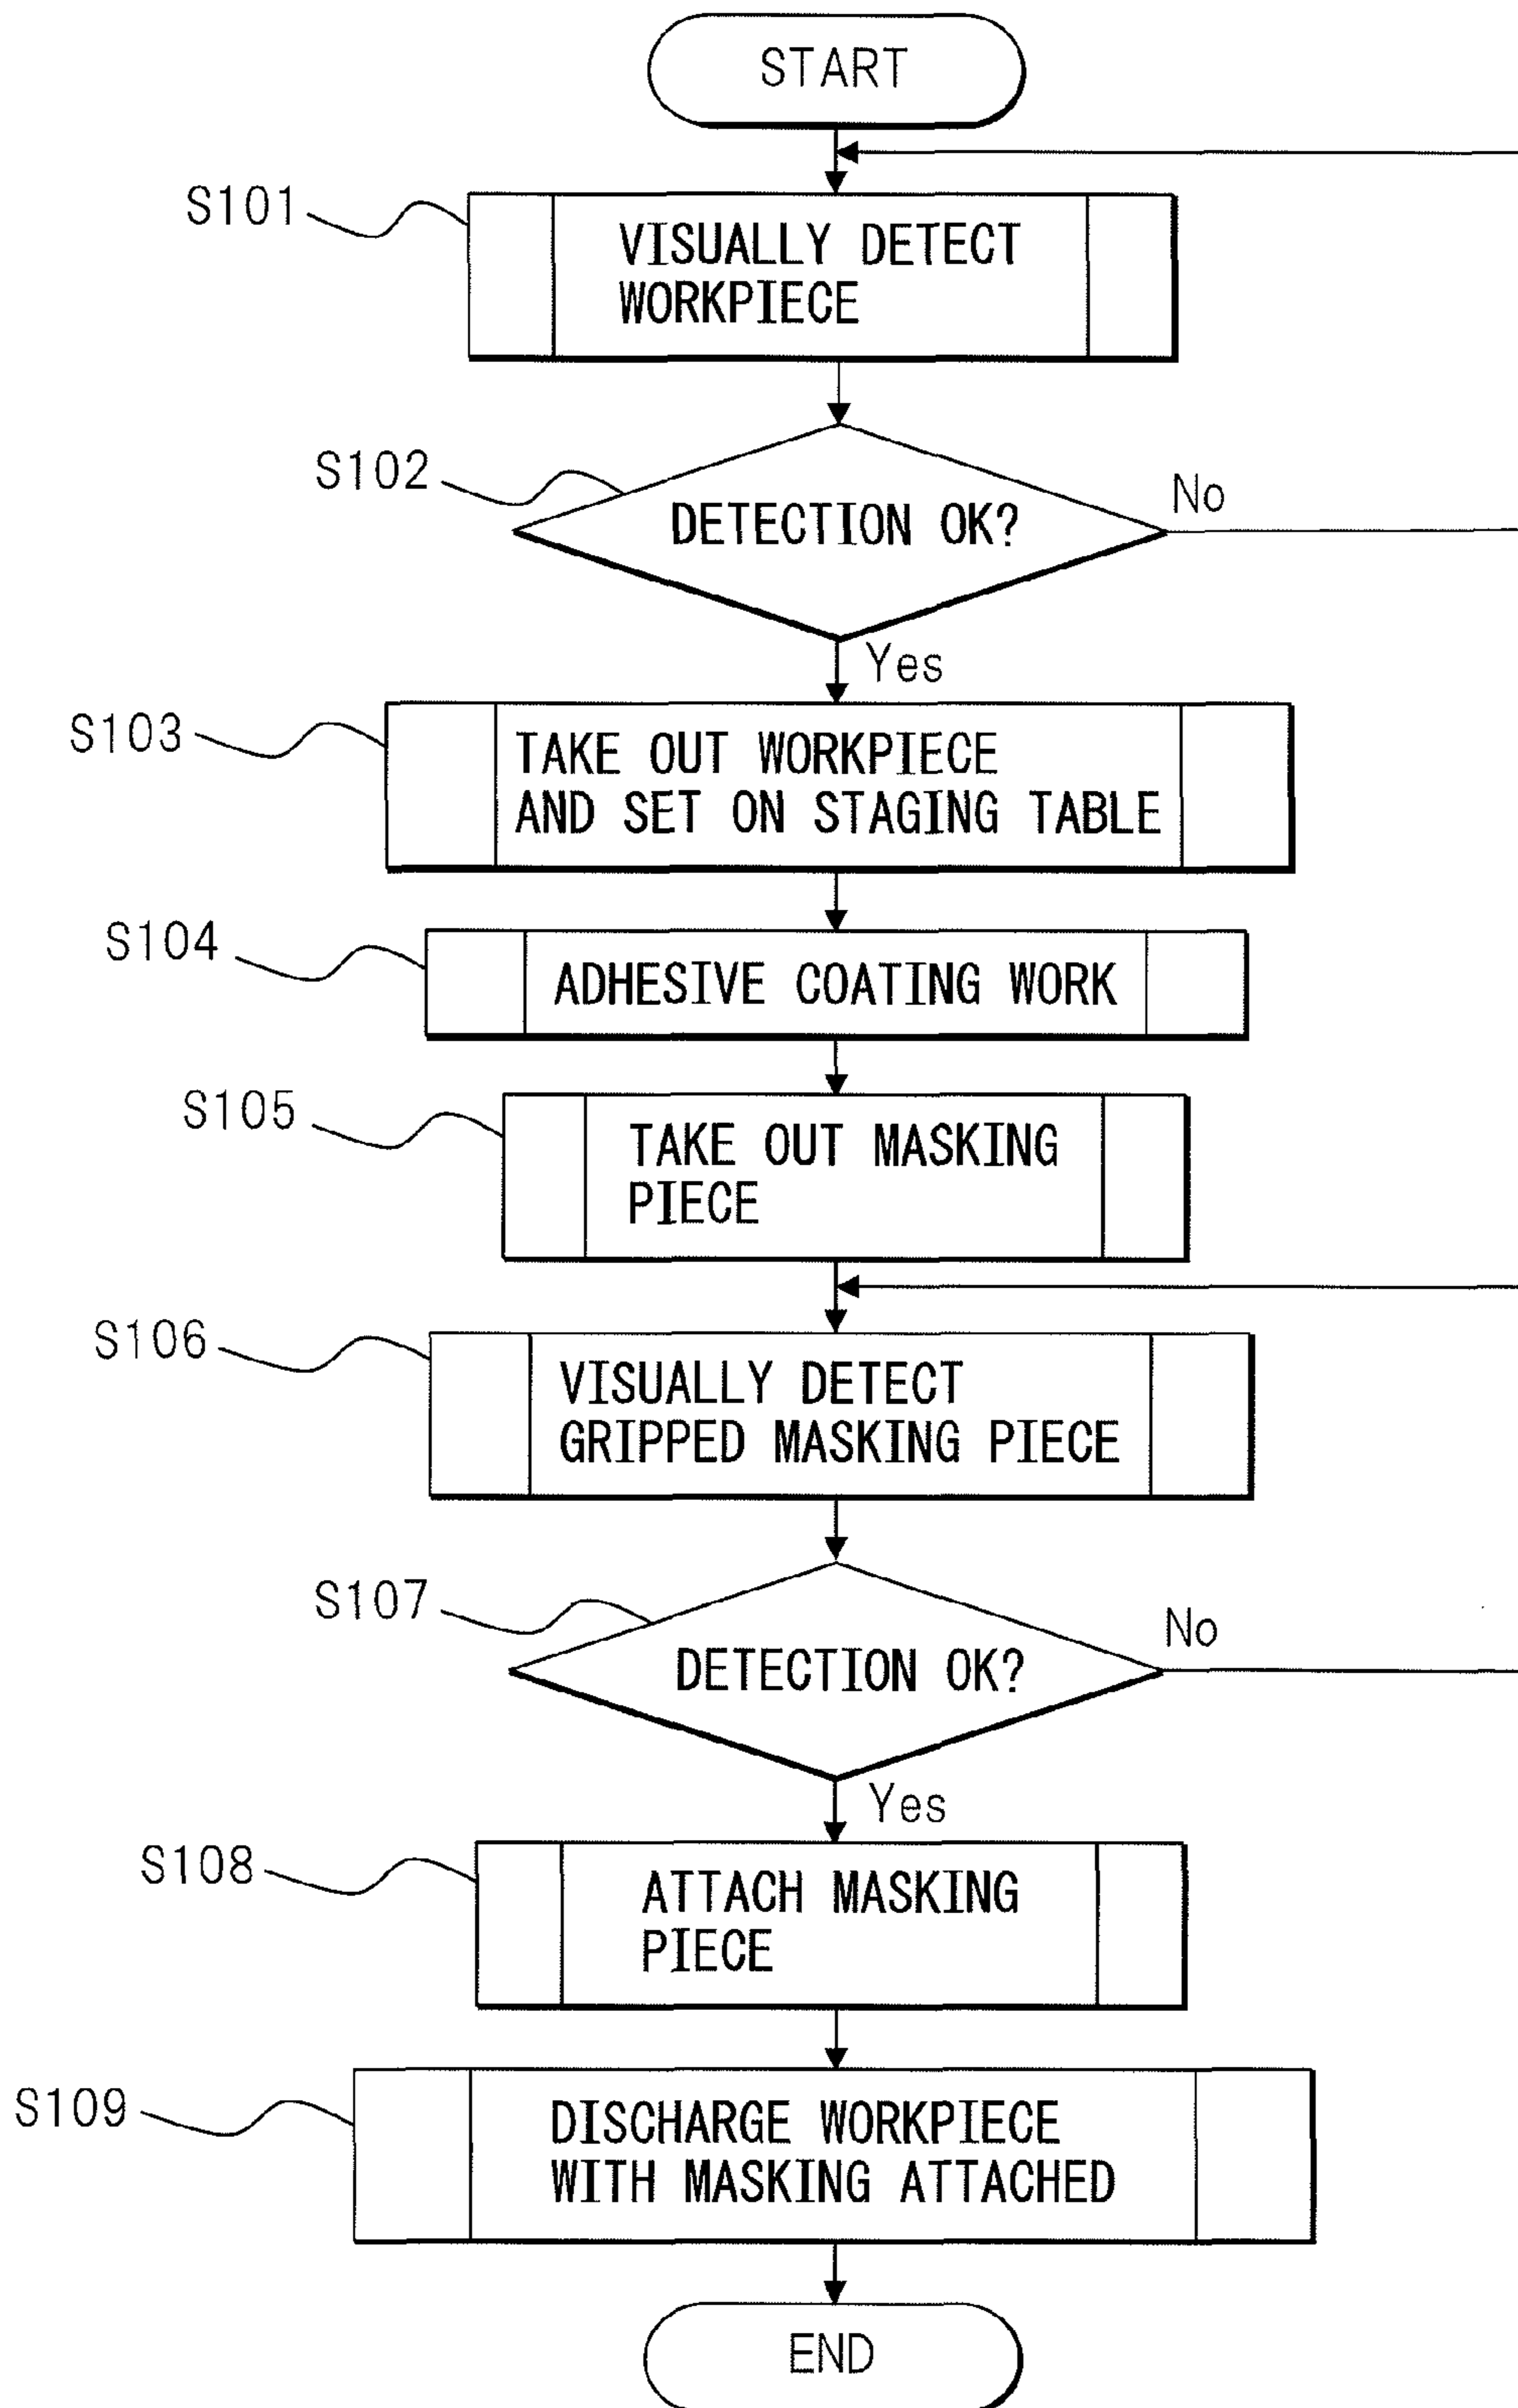 START
S101
VISUALLY DETECT
WORKPIECE
S102
DETECTION OK?
No
Yes
S103
TAKE OUT WORKPIECE
AND SET ON STAGING TABLE
S104
ADHESIVE COATING WORK
S105
TAKE OUT MASKING
PIECE
S106
VISUALLY DETECT
GRIPPED MASKING PIECE
S107
DETECTION OK?
No
Yes
S108
ATTACH MASKING
PIECE
S109
DISCHARGE WORKPIECE
WITH MASKING ATTACHED
END